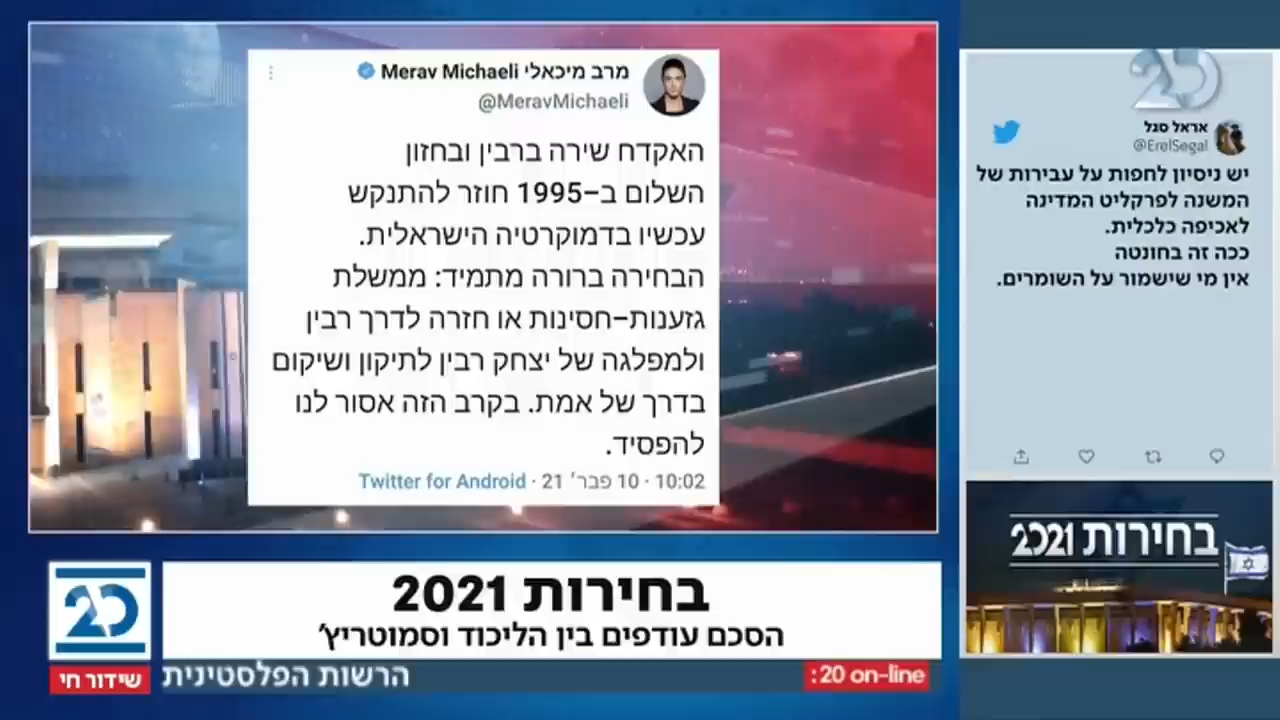 מרב מיכאלי Merav Michaeli
@MeravMichaeli
האקדח שירה ברבין ובחזון
השלום ב-1995 חוזר להתנקש
עכשיו בדמוקרטיה הישראלית.
הבחירה ברורה מתמיד: ממשלת
גזענות-חסינות או חזרה לדרך רבין
ולמפלגה של יצחק רבין לתיקון ושיקום
בדרך של אמת. בקרב הזה אסור לנו
להפסיד.
10:02 · 10 פבר׳ 21 · Twitter for Android
20
אראל סגל
@ErelSegal
יש ניסיון לחפות על עבירות של
המשנה לפרקליט המדינה
לאכיפה כלכלית.
ככה זה בחונטה
אין מי שישמור על השומרים.
בחירות 2021
בחירות 2021
הסכם עודפים בין הליכוד וסמוטריץ'
20
שידור חי
20 on-line:
הרשות הפלסטינית